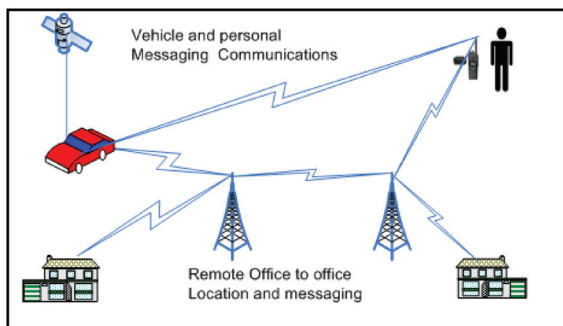 Vehicle and personal
Messaging Communications
Remote Office to office
Location and messaging